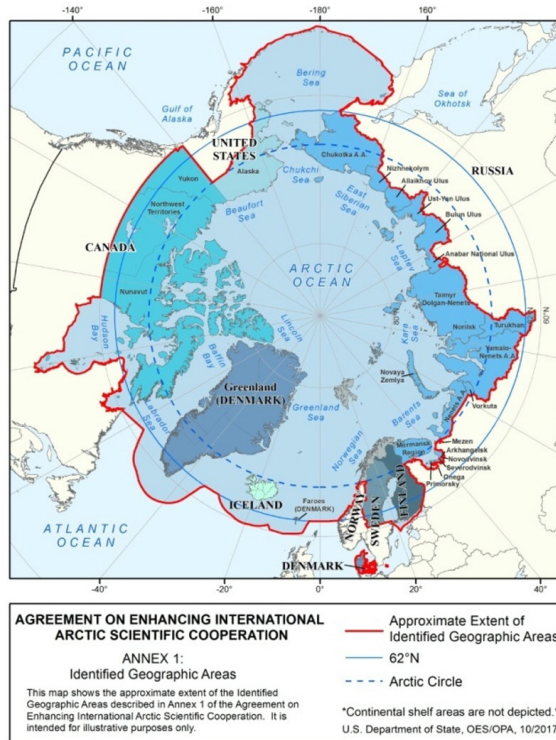 -160°
-180°
160°
PACIFIC
OCEAN
Bering
Sea
Sea of
Okhotsk
Gulf of
Alaska
UNITED
STATES
Alaska
Chukotka A.A.
Chukchi
Sea
Nizhnekolym
Allaikhov Ulus
Ust-Yan Ulus
Bulun Ulus
RUSSIA
Yukon
Beaufort
Sea
East
Siberian
Sea
Northwest
Territories
CANADA
Laptev
Sea
Anabar National Ulus
ARCTIC
OCEAN
Nunavut
Taimyr
Dolgan-Nenets
Hudson
Bay
Lincoln
Sea
Kara
Sea
Norilsk
Turukhan
Yamalo-
Nenets A.A.
Baffin
Bay
Greenland
(DENMARK)
Novaya
Zemlya
Labrador
Sea
Greenland
Sea
Barents
Sea
Vorkuta
Norwegian
Sea
Murmansk
Region
Mezen
Arkhangelsk
Novodvinsk
Severodvinsk
Onega
Primorsky
ICELAND
Faroes
(DENMARK)
NORWAY
SWEDEN
FINLAND
ATLANTIC
OCEAN
DENMARK
-40°
-20°
0°
20°
40°
AGREEMENT ON ENHANCING INTERNATIONAL
ARCTIC SCIENTIFIC COOPERATION
ANNEX 1:
Identified Geographic Areas
This map shows the approximate extent of the Identified
Geographic Areas described in Annex 1 of the Agreement on
Enhancing International Arctic Scientific Cooperation. It is
intended for illustrative purposes only.
Approximate Extent of
Identified Geographic Areas
62°N
Arctic Circle
*Continental shelf areas are not depicted.*
U.S. Department of State, OES/OPA, 10/2017